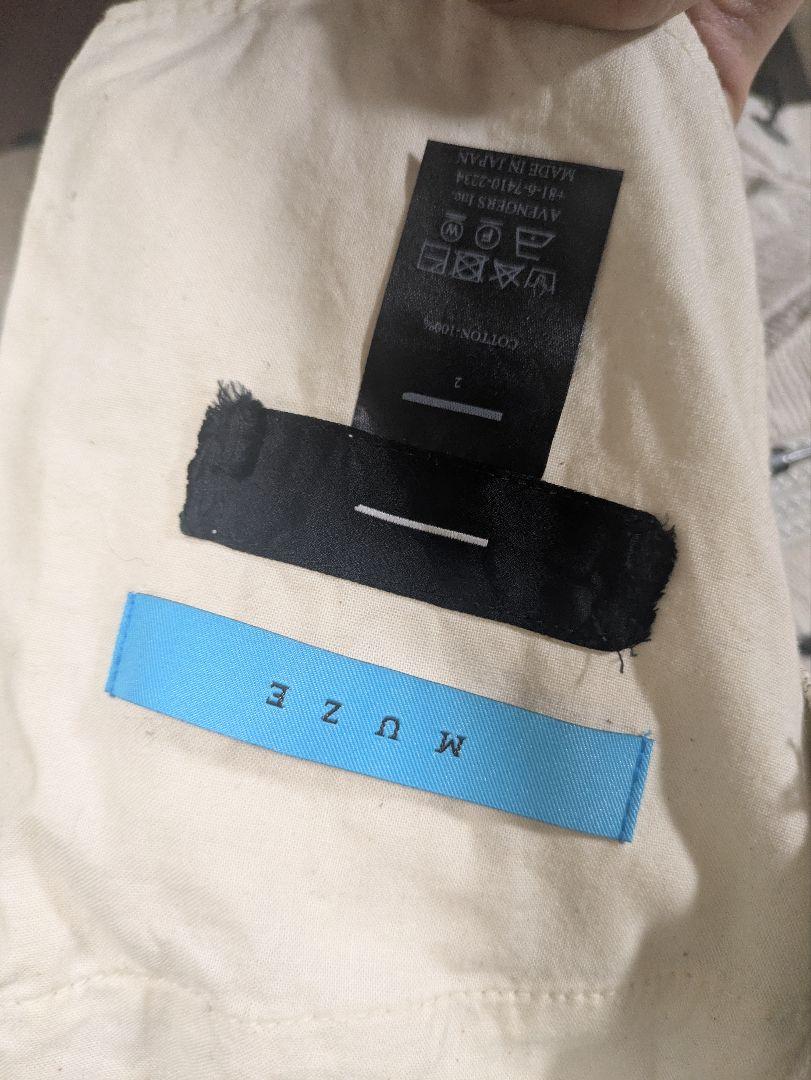 MUZE
2
COTTON-100%
W F
AVENGERS Inc.
+81-6-7410-2234
MADE IN JAPAN